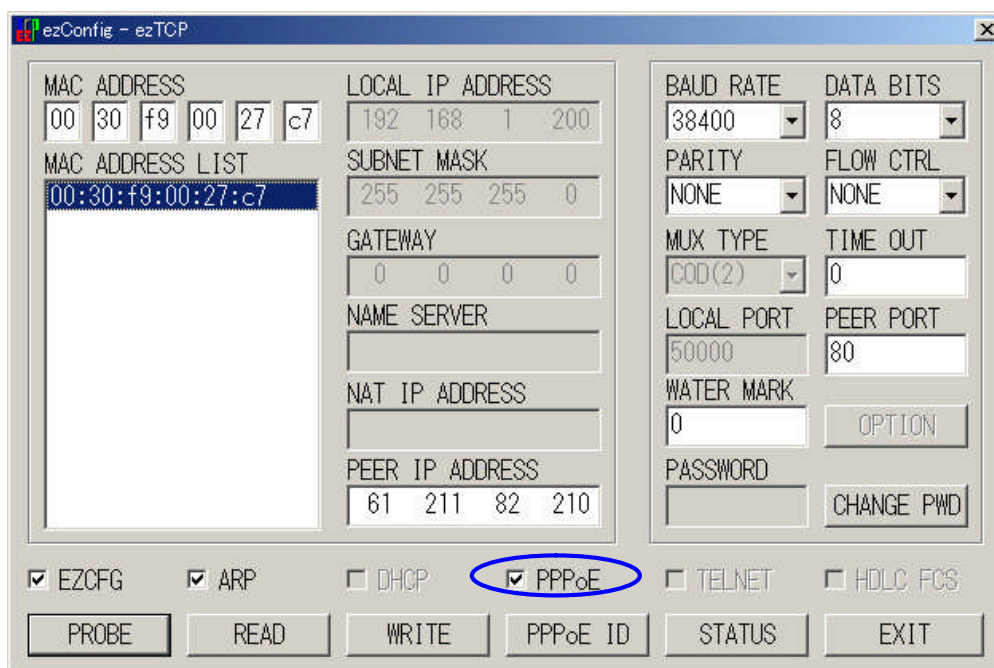 ezConfig - ezTCP
MAC ADDRESS
00 30 f9 00 27 c7
MAC ADDRESS LIST
00:30:f9:00:27:c7
LOCAL IP ADDRESS
192 168 1 200
SUBNET MASK
255 255 255 0
GATEWAY
0 0 0 0
NAME SERVER
NAT IP ADDRESS
PEER IP ADDRESS
61 211 82 210
BAUD RATE DATA BITS
38400 8
PARITY FLOW CTRL
NONE NONE
MUX TYPE TIME OUT
COD(2) 0
LOCAL PORT PEER PORT
50000 80
WATER MARK
0 OPTION
PASSWORD
CHANGE PWD
EZCFG ARP DHCP PPPoE TELNET HDLC FCS
PROBE READ WRITE PPPoE ID STATUS EXIT